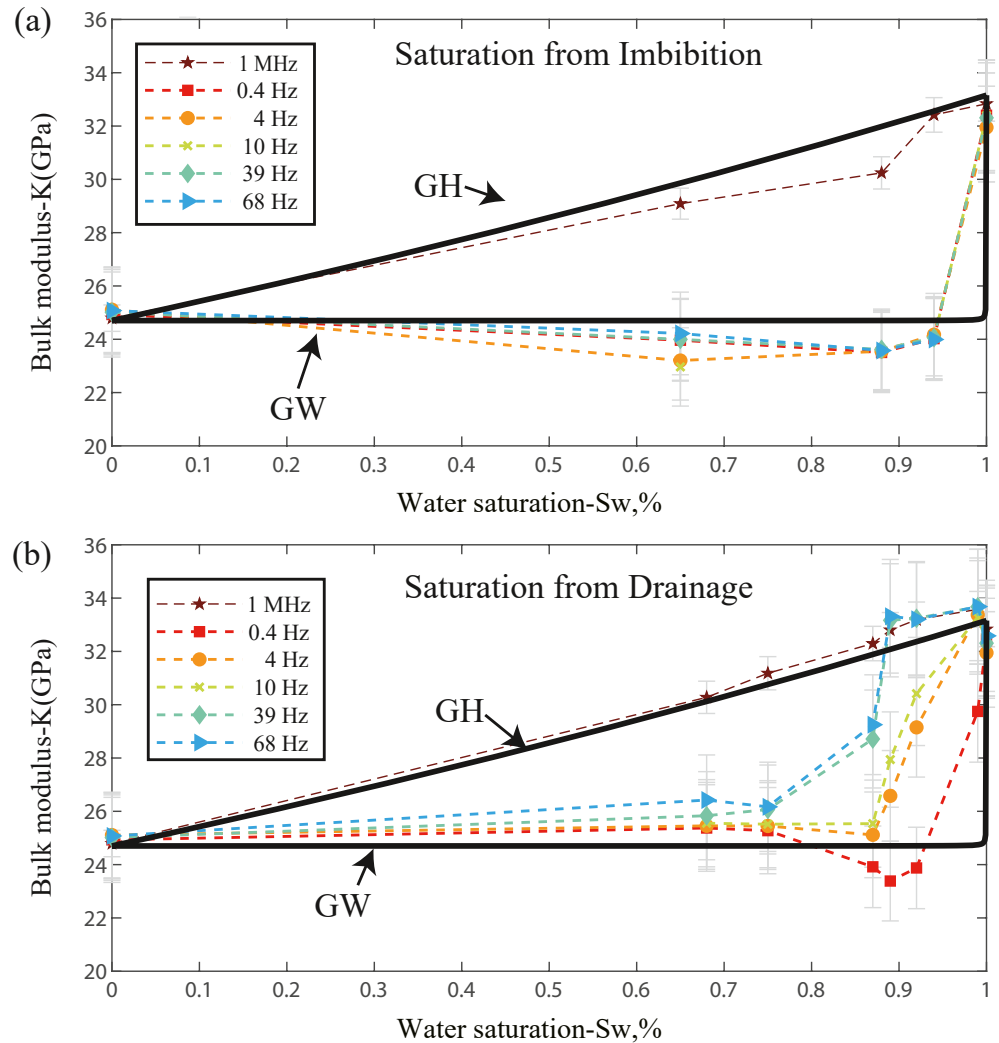 (a)
Saturation from Imbibition
1 MHz
0.4 Hz
4 Hz
10 Hz
39 Hz
68 Hz
GH
GW
Bulk modulus-K(GPa)
36
34
32
30
28
26
24
22
20
0 0.1 0.2 0.3 0.4 0.5 0.6 0.7 0.8 0.9 1
Water saturation-Sw,%
(b)
Saturation from Drainage
1 MHz
0.4 Hz
4 Hz
10 Hz
39 Hz
68 Hz
GH
GW
Bulk modulus-K(GPa)
36
34
32
30
28
26
24
22
20
0 0.1 0.2 0.3 0.4 0.5 0.6 0.7 0.8 0.9 1
Water saturation-Sw,%